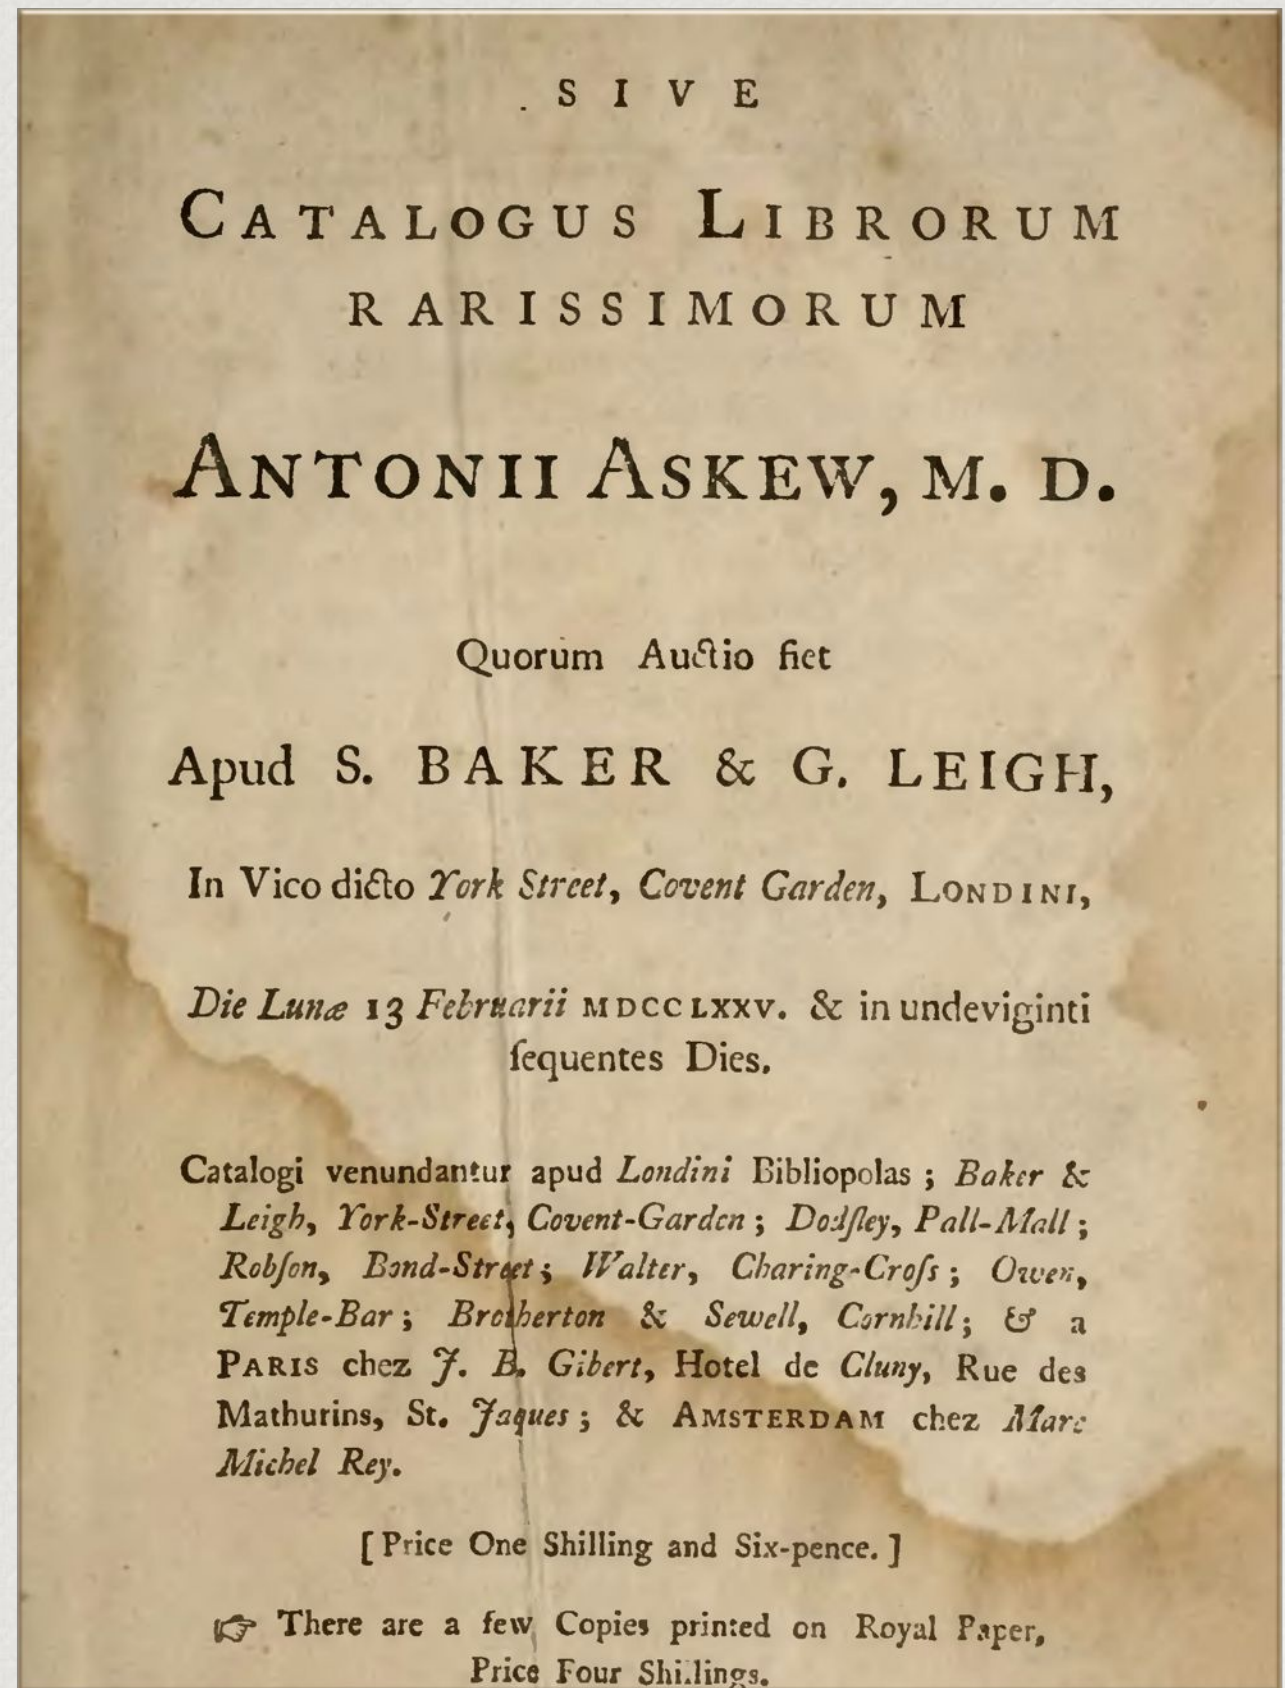 SIVE
CATALOGUS LIBRORUM
RARISSIMORUM
ANTONII ASKEW, M. D.
Quorum Auctio fiet
Apud S. BAKER & G. LEIGH,
In Vico dicto York Street, Covent Garden, LONDINI,
Die Lunæ 13 Februarii MDCCLXXV. & in undeviginti
ſequentes Dies.
Catalogi venundantur apud Londini Bibliopolas ; Baker &
Leigh, York-Street, Covent-Garden ; Dodſley, Pall-Mall ;
Robſon, Bond-Street ; Walter, Charing-Croſs ; Owen,
Temple-Bar ; Brotherton & Sewell, Cornhill ; & a
PARIS chez J. B. Gibert, Hotel de Cluny, Rue des
Mathurins, St. Jaques ; & AMSTERDAM chez Marc
Michel Rey.
[ Price One Shilling and Six-pence. ]
☞ There are a few Copies printed on Royal Paper,
Price Four Shillings.